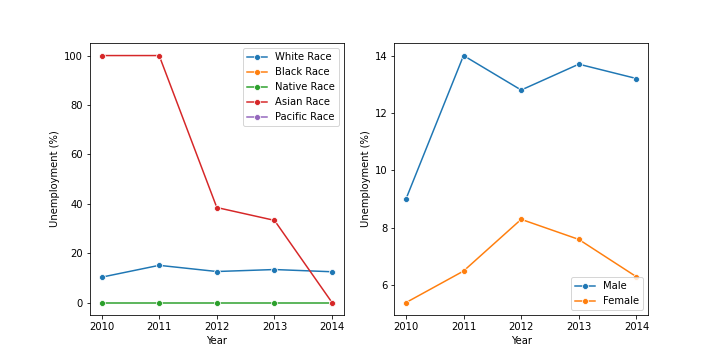 100
80
60
40
20
0
Unemployment (%)
2010 2011 2012 2013 2014
Year
White Race
Black Race
Native Race
Asian Race
Pacific Race
14
12
10
8
6
Unemployment (%)
2010 2011 2012 2013 2014
Year
Male
Female